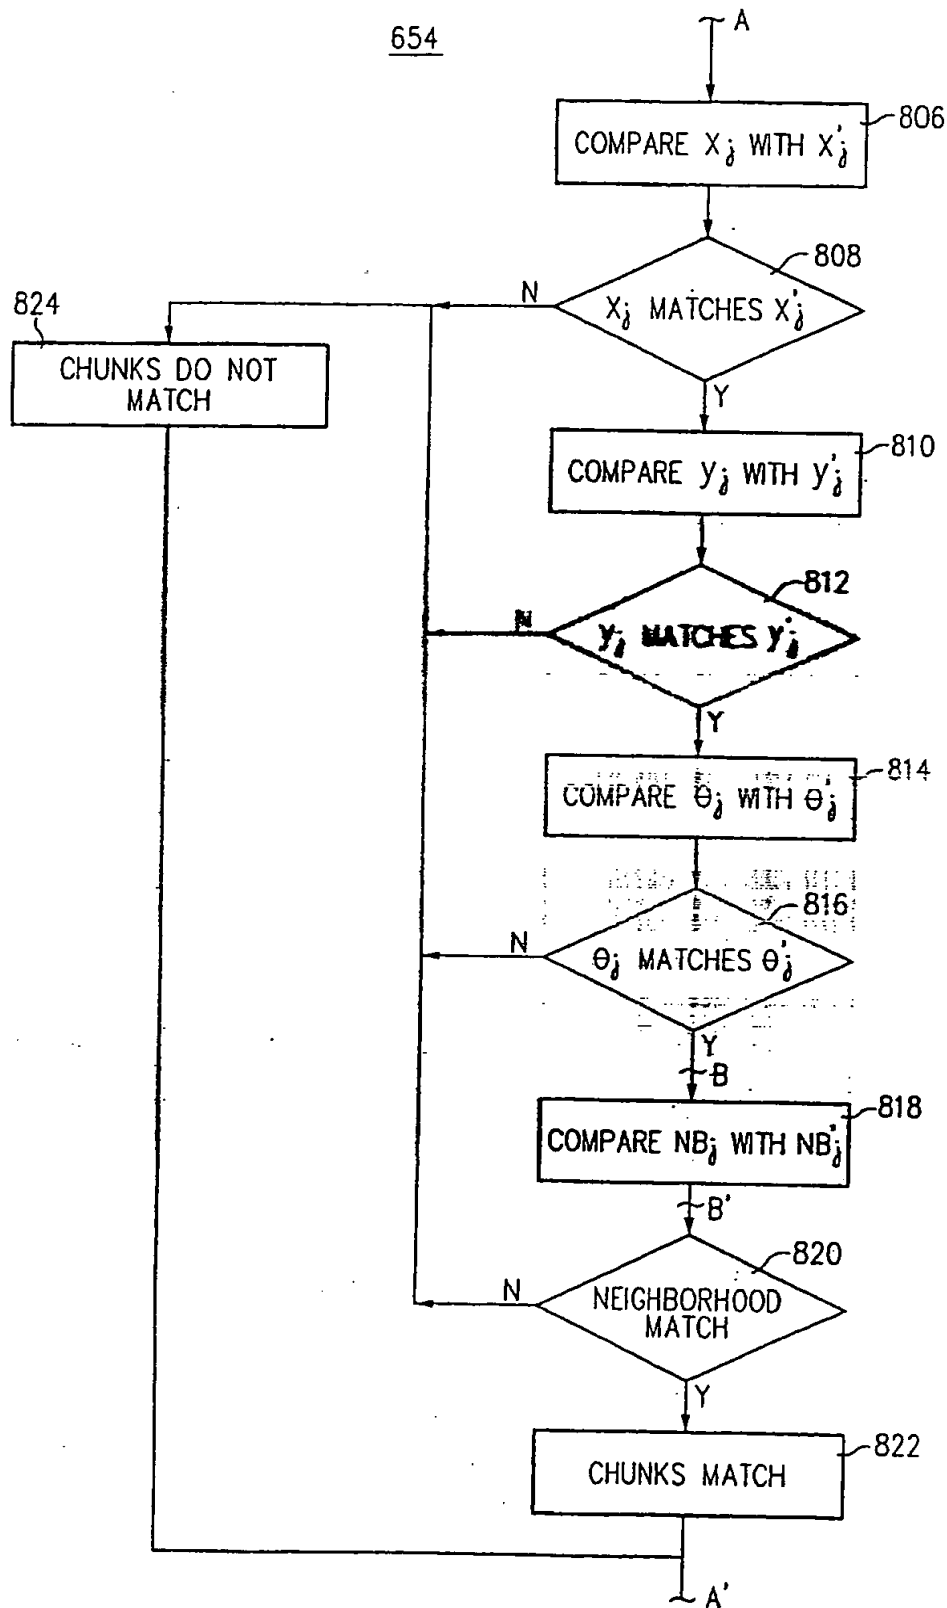 654
A
COMPARE Xj WITH X'j
806
808
Xj MATCHES X'j
N
Y
824
CHUNKS DO NOT
MATCH
COMPARE yj WITH y'j
810
812
yj MATCHES y'j
N
Y
COMPARE θj WITH θ'j
814
816
θj MATCHES θ'j
N
Y
B
COMPARE NBj WITH NB'j
818
B'
820
NEIGHBORHOOD
MATCH
N
Y
CHUNKS MATCH
822
A'